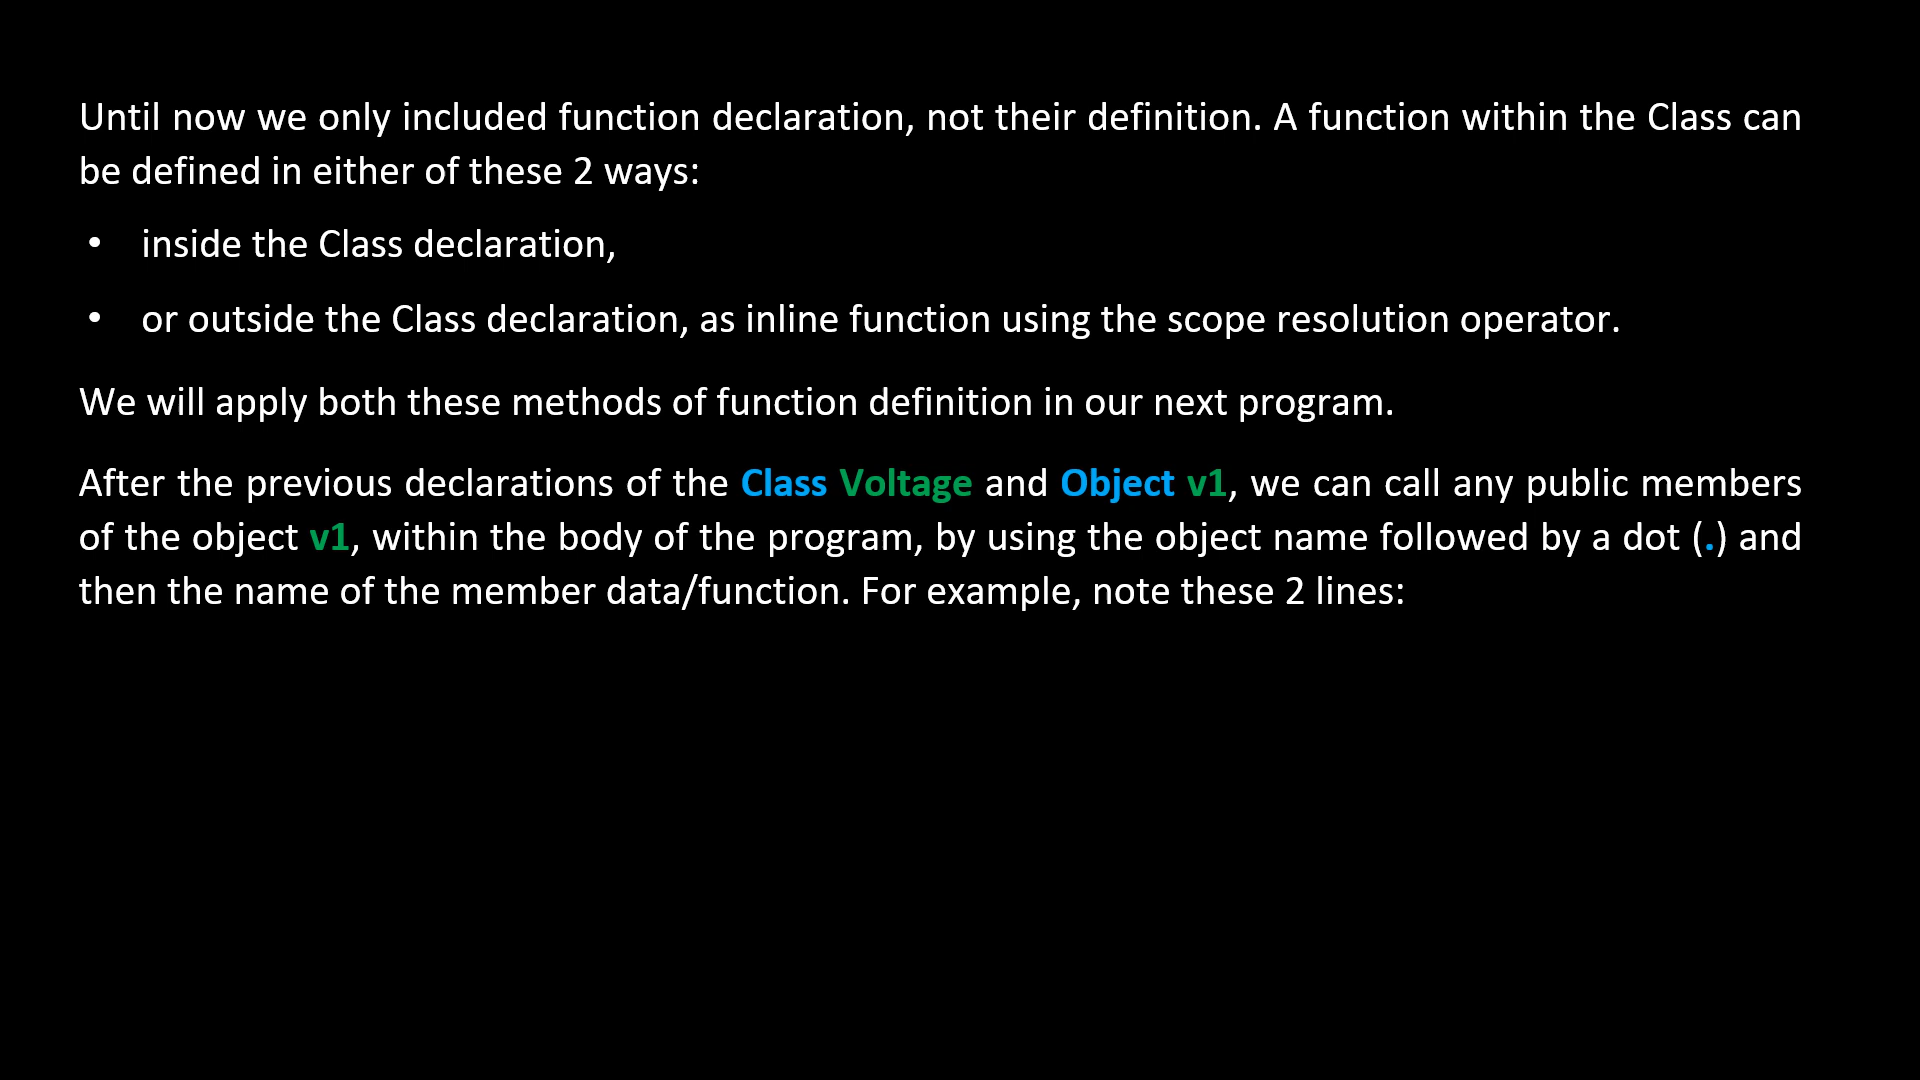 Until now we only included function declaration, not their definition. A function within the Class can
be defined in either of these 2 ways:
• inside the Class declaration,
• or outside the Class declaration, as inline function using the scope resolution operator.
We will apply both these methods of function definition in our next program.
After the previous declarations of the Class Voltage and Object v1, we can call any public members
of the object v1, within the body of the program, by using the object name followed by a dot (.) and
then the name of the member data/function. For example, note these 2 lines: